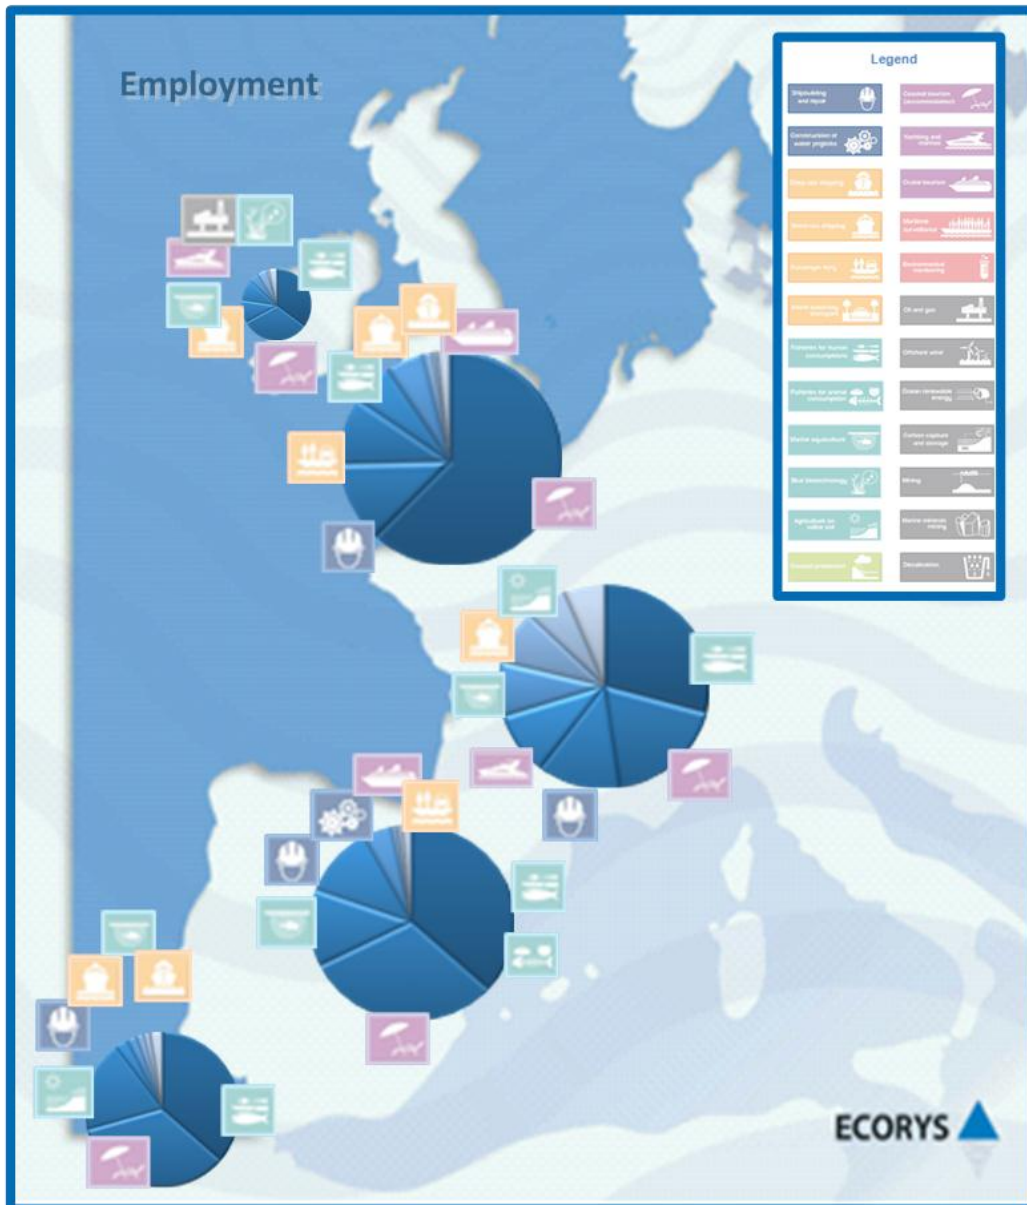 Employment
Legend
Shipbuilding
and repair
Coastal tourism
(accommodation)
Construction of
water projects
Yachting and
marinas
Deep-sea shipping
Cruise tourism
Short-sea shipping
Maritime
surveillance
Passenger ferry
Environmental
monitoring
transport
Oil and gas
Fisheries for human
consumption
Offshore wind
Fisheries for animal
consumption
Ocean renewable
energy
Marine aquaculture
Carbon capture
and storage
Blue biotechnology
Mining
Agriculture on
saline soil
Marine minerals
mining
Coastal protection
Desalination
ECORYS